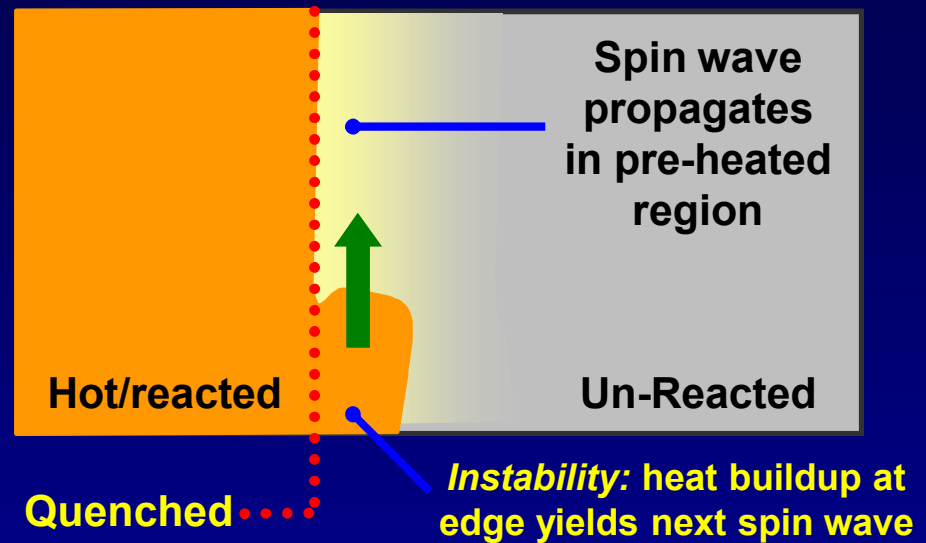 Spin wave
propagates
in pre-heated
region
Hot/reacted
Un-Reacted
Quenched
Instability: heat buildup at
edge yields next spin wave